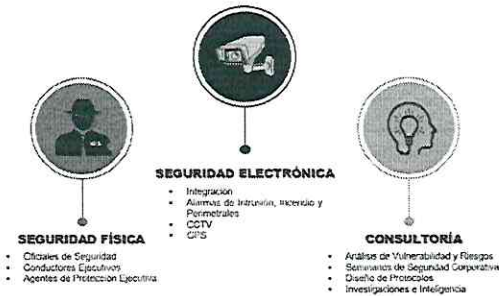 SEGURIDAD ELECTRÓNICA
• Integración
• Alarmas de Intrusión, Incendio y
Perimetrales
• CCTV
• GPS
SEGURIDAD FÍSICA
• Oficiales de Seguridad
• Conductores Ejecutivos
• Agentes de Protección Ejecutiva
CONSULTORÍA
• Análisis de Vulnerabilidad y Riesgos
• Seminarios de Seguridad Corporativa
• Diseño de Protocolos
• Investigaciones e Inteligencia